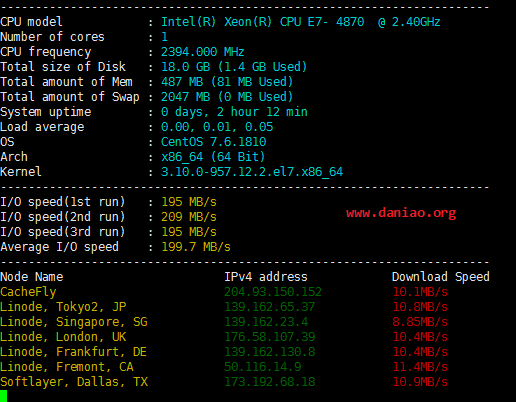 ----------------------------------------------------------------------
CPU model            : Intel(R) Xeon(R) CPU E7- 4870  @ 2.40GHz
Number of cores      : 1
CPU frequency        : 2394.000 MHz
Total size of Disk   : 18.0 GB (1.4 GB Used)
Total amount of Mem  : 487 MB (81 MB Used)
Total amount of Swap : 2047 MB (0 MB Used)
System uptime        : 0 days, 2 hour 12 min
Load average         : 0.00, 0.01, 0.05
OS                   : CentOS 7.6.1810
Arch                 : x86_64 (64 Bit)
Kernel               : 3.10.0-957.12.2.el7.x86_64
----------------------------------------------------------------------
I/O speed(1st run)   : 195 MB/s
www.daniao.org
I/O speed(2nd run)   : 209 MB/s
I/O speed(3rd run)   : 195 MB/s
Average I/O speed    : 199.7 MB/s
----------------------------------------------------------------------
Node Name                       IPv4 address            Download Speed
CacheFly                        204.93.150.152          10.1MB/s
Linode, Tokyo2, JP              139.162.65.37           10.8MB/s
Linode, Singapore, SG           139.162.23.4            8.85MB/s
Linode, London, UK              176.58.107.39           10.4MB/s
Linode, Frankfurt, DE           139.162.130.8           10.4MB/s
Linode, Fremont, CA             50.116.14.9             11.4MB/s
Softlayer, Dallas, TX           173.192.68.18           10.9MB/s